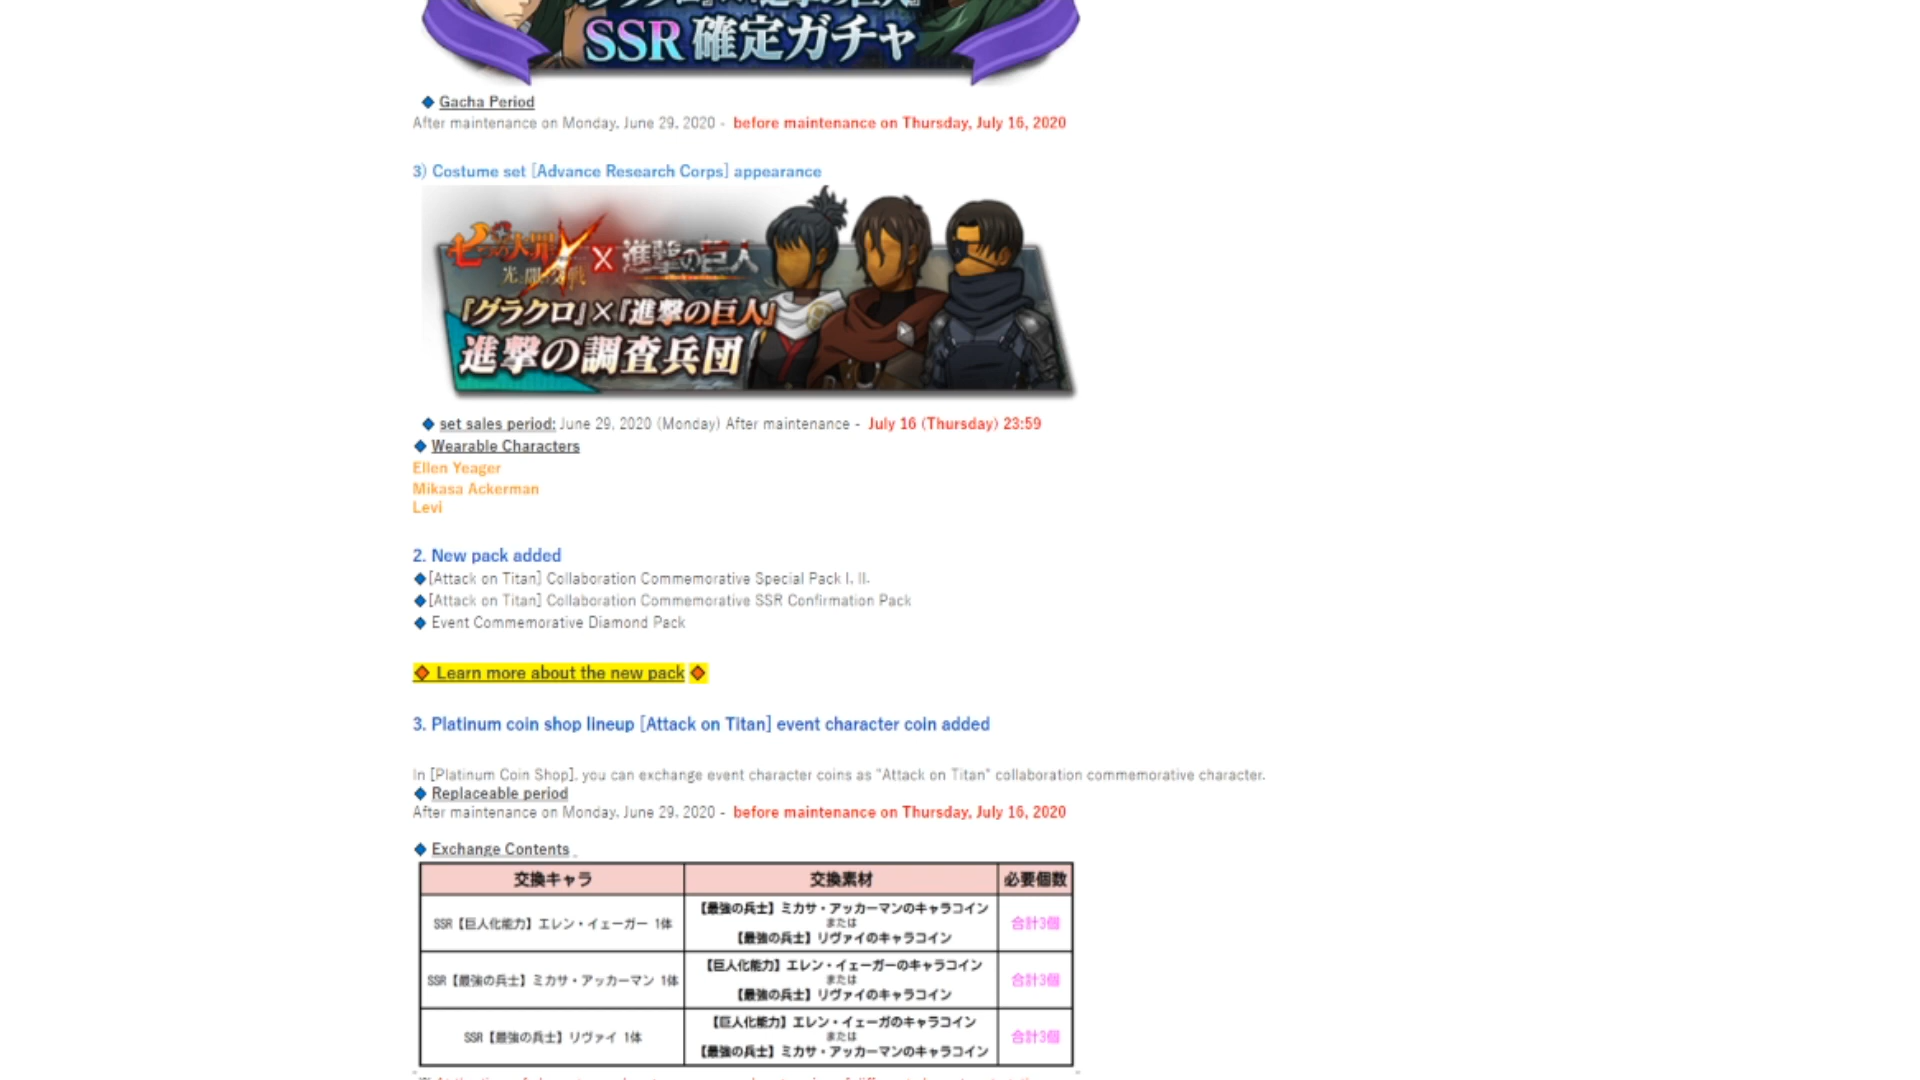 『グラクロ』×『進撃の巨人』
SSR 確定ガチャ
Gacha Period
After maintenance on Monday, June 29, 2020 - before maintenance on Thursday, July 16, 2020
3) Costume set [Advance Research Corps] appearance
七つの大罪 × 進撃の巨人
光と闇の交戦
『グラクロ』×『進撃の巨人』
進撃の調査兵団
set sales period: June 29, 2020 (Monday) After maintenance - July 16 (Thursday) 23:59
Wearable Characters
Ellen Yeager
Mikasa Ackerman
Levi
2. New pack added
[Attack on Titan] Collaboration Commemorative Special Pack I, II.
[Attack on Titan] Collaboration Commemorative SSR Confirmation Pack
Event Commemorative Diamond Pack
Learn more about the new pack
3. Platinum coin shop lineup [Attack on Titan] event character coin added
In [Platinum Coin Shop], you can exchange event character coins as "Attack on Titan" collaboration commemorative character.
Replaceable period
After maintenance on Monday, June 29, 2020 - before maintenance on Thursday, July 16, 2020
Exchange Contents
交換キャラ 交換素材 必要個数
SSR【巨人化能力】エレン・イェーガー 1体 【最強の兵士】ミカサ・アッカーマンのキャラコイン
または
【最強の兵士】リヴァイのキャラコイン 合計3個
SSR【最強の兵士】ミカサ・アッカーマン 1体 【巨人化能力】エレン・イェーガーのキャラコイン
または
【最強の兵士】リヴァイのキャラコイン 合計3個
SSR【最強の兵士】リヴァイ 1体 【巨人化能力】エレン・イェーガのキャラコイン
または
【最強の兵士】ミカサ・アッカーマンのキャラコイン 合計3個